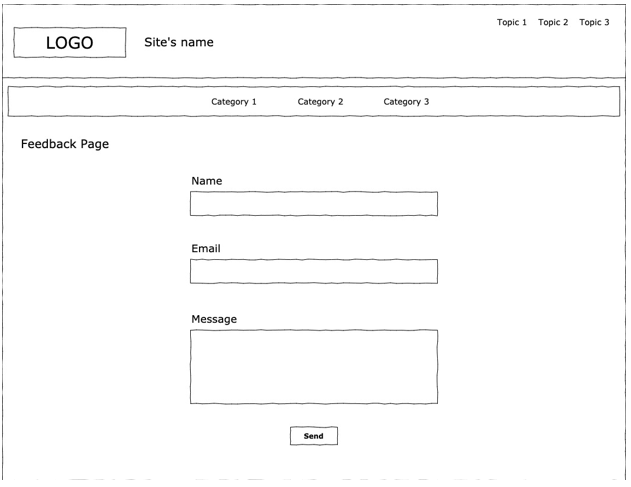 Topic 1 Topic 2 Topic 3
LOGO Site's name
Category 1 Category 2 Category 3
Feedback Page
Name
Email
Message
Send